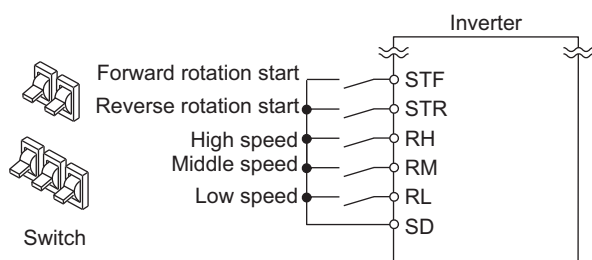 Inverter
Forward rotation start STF
Reverse rotation start STR
High speed RH
Middle speed RM
Low speed RL
SD
Switch